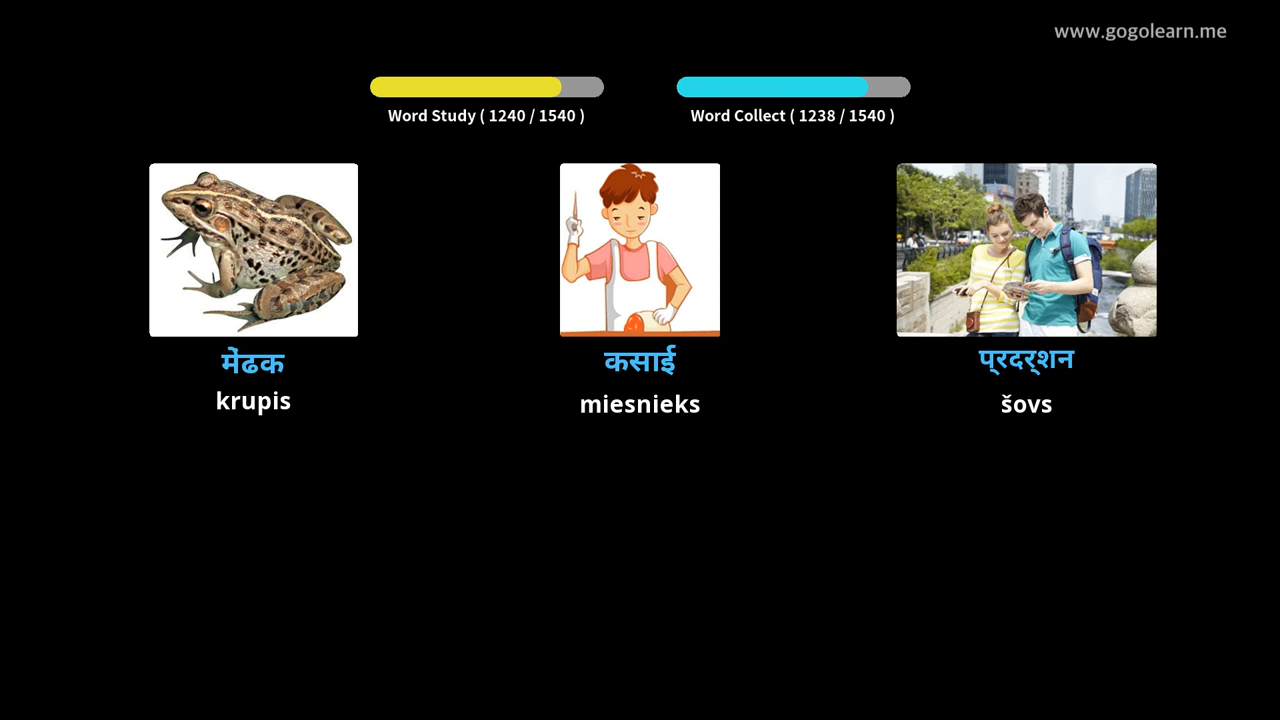 www.gogolearn.me
Word Study ( 1240 / 1540 )
Word Collect ( 1238 / 1540 )
मेंढक
कसाई
प्रदर्शन
krupis
miesnieks
šovs